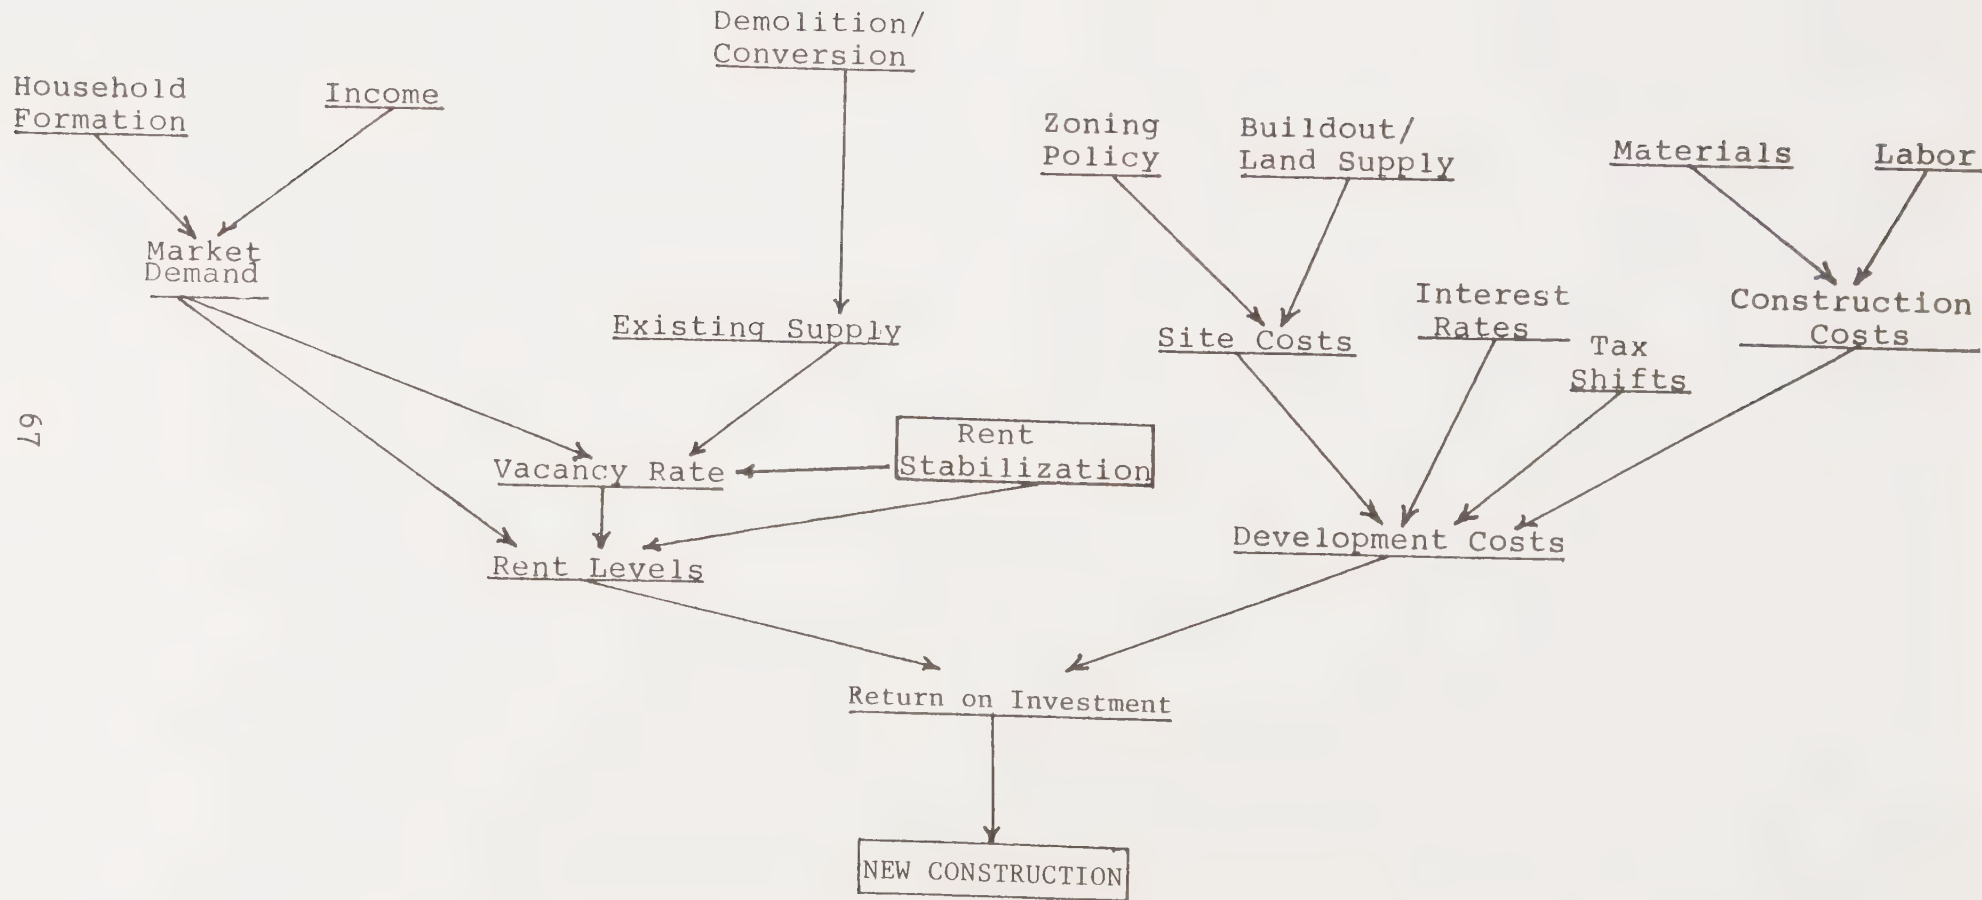 Demolition/
Conversion
Household
Formation
Income
Zoning
Policy
Buildout/
Land Supply
Materials
Labor
Market
Demand
Existing Supply
Site Costs
Interest
Rates
Tax
Shifts
Construction
Costs
67
Rent
Stabilization
Vacancy Rate
Rent Levels
Development Costs
Return on Investment
NEW CONSTRUCTION